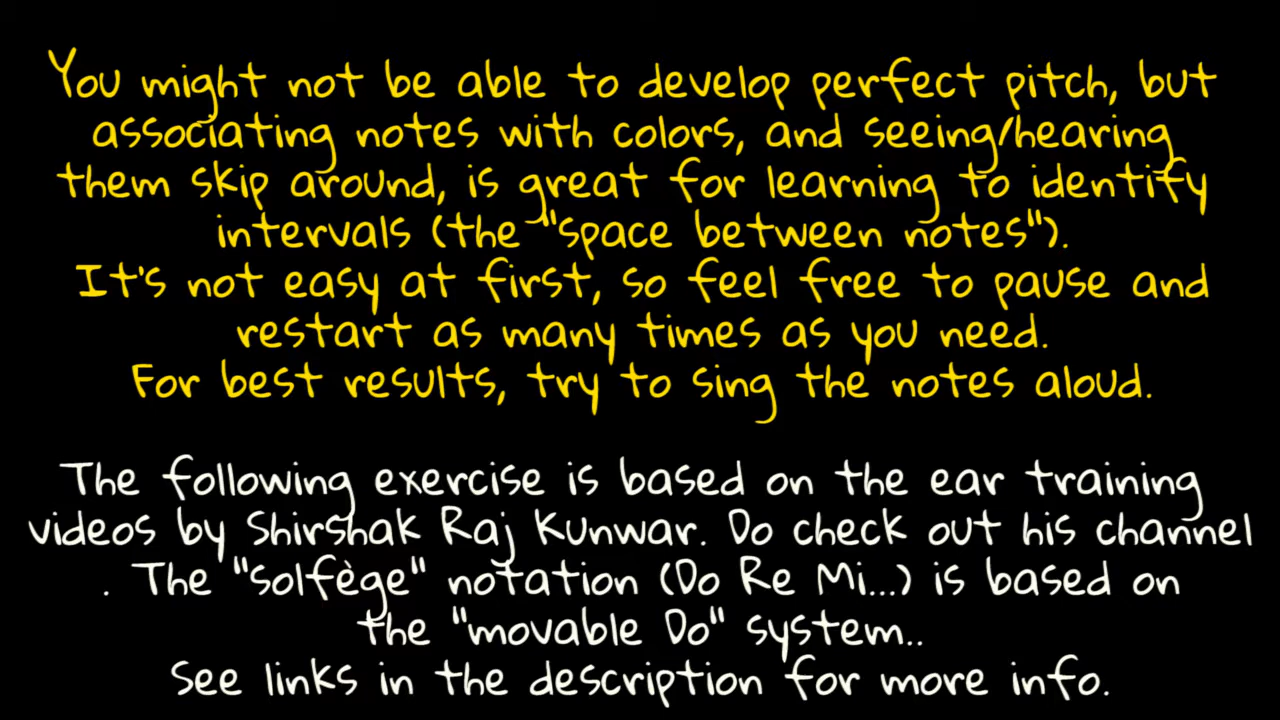 You might not be able to develop perfect pitch, but
associating notes with colors, and seeing/hearing
them skip around, is great for learning to identify
intervals (the "space between notes").
It's not easy at first, so feel free to pause and
restart as many times as you need.
For best results, try to sing the notes aloud.
The following exercise is based on the ear training
videos by Shirshak Raj Kunwar. Do check out his channel
. The "solfège" notation (Do Re Mi...) is based on
the "movable Do" system..
See links in the description for more info.